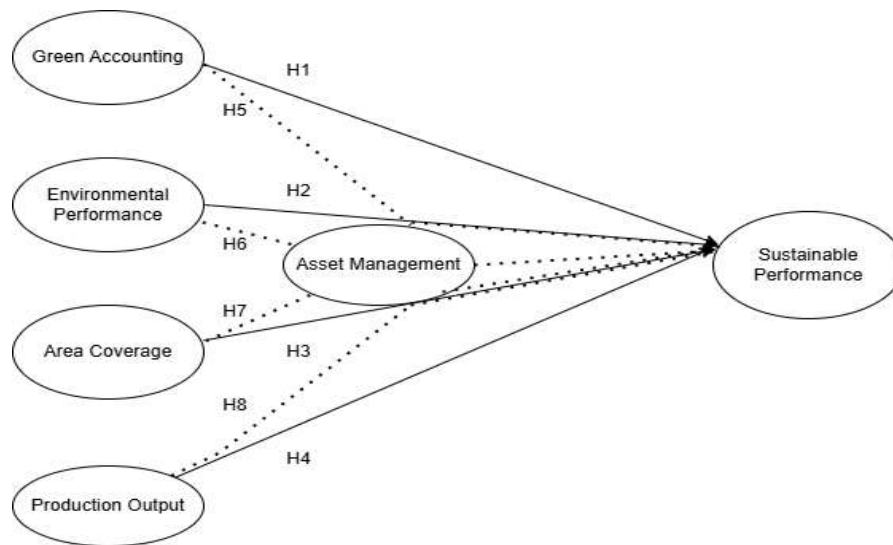 Green Accounting
H1
H5
Environmental
Performance
H2
H6
Asset Management
Sustainable
Performance
H7
Area Coverage
H3
H8
H4
Production Output